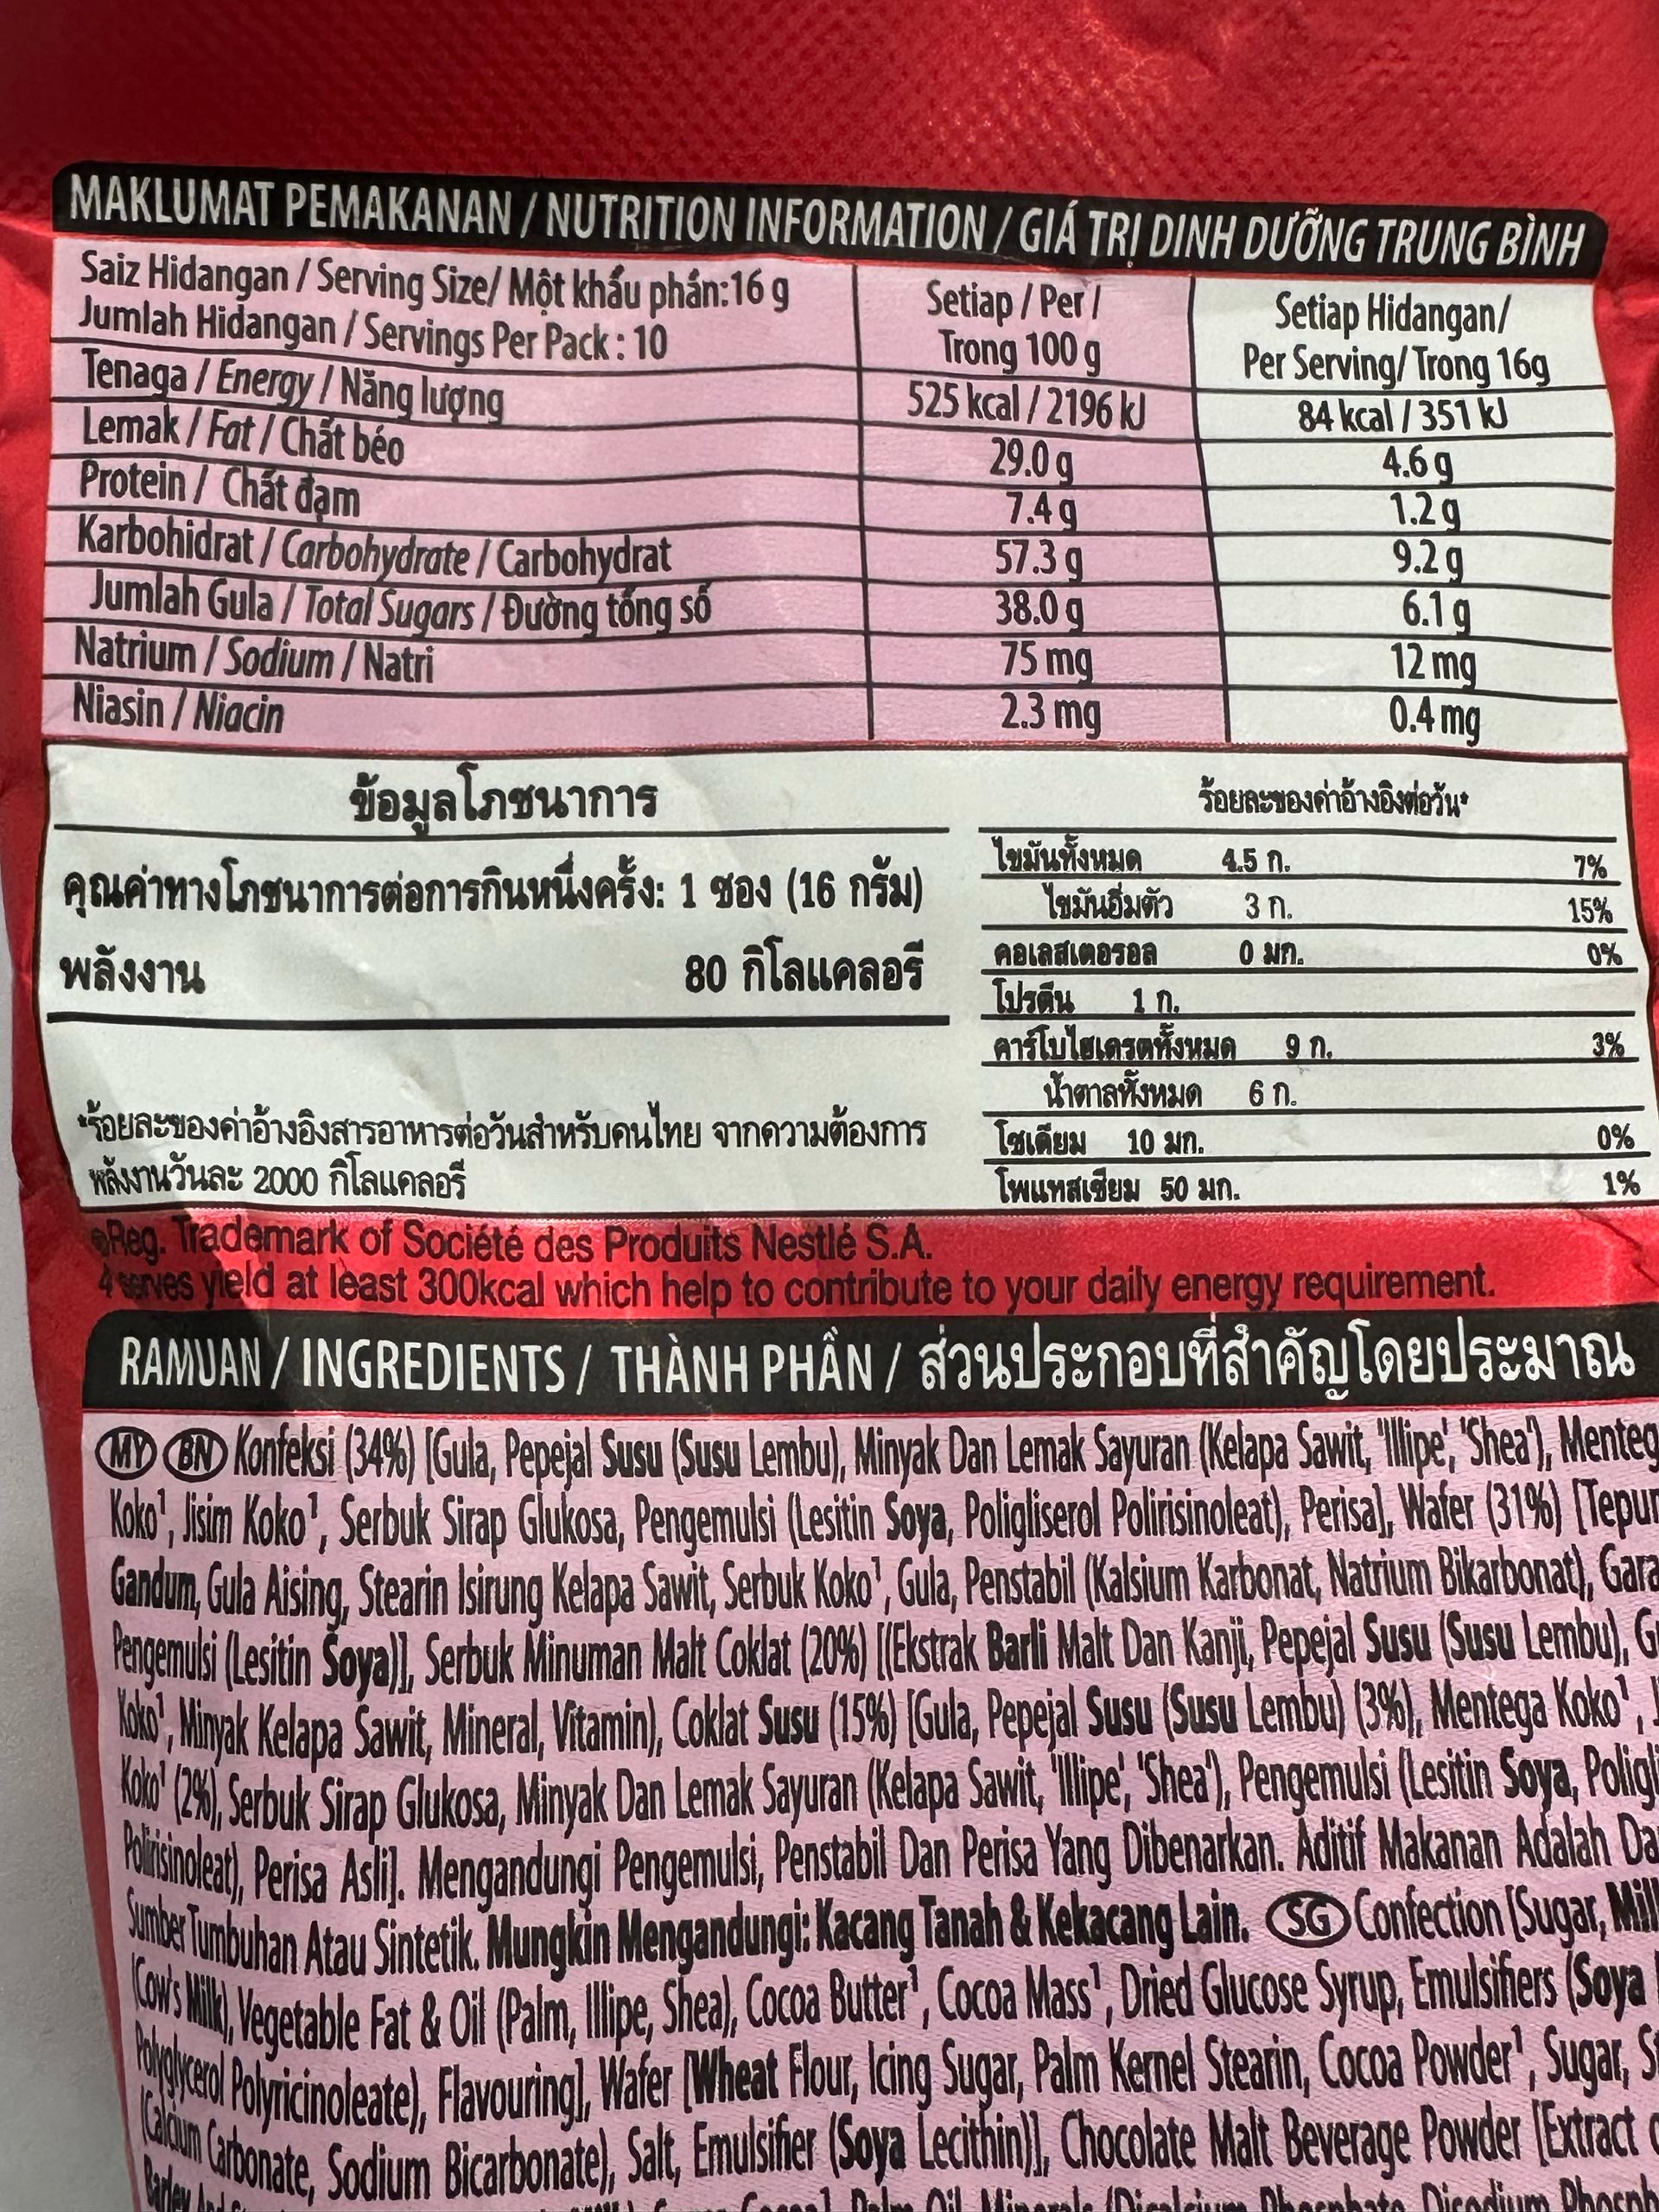 MAKLUMAT PEMAKANAN / NUTRITION INFORMATION / GIÁ TRỊ DINH DƯỠNG TRUNG BÌNH
Saiz Hidangan / Serving Size/ Một khẩu phần:16 g
Jumlah Hidangan / Servings Per Pack : 10
Setiap / Per / Trong 100 g
Setiap Hidangan/ Per Serving/ Trong 16g
Tenaga / Energy / Năng lượng 525 kcal / 2196 kJ 84 kcal / 351 kJ
Lemak / Fat / Chất béo 29.0 g 4.6 g
Protein / Chất đạm 7.4 g 1.2 g
Karbohidrat / Carbohydrate / Carbohydrat 57.3 g 9.2 g
Jumlah Gula / Total Sugars / Đường tổng số 38.0 g 6.1 g
Natrium / Sodium / Natri 75 mg 12 mg
Niasin / Niacin 2.3 mg 0.4 mg
ข้อมูลโภชนาการ
คุณค่าทางโภชนาการต่อการกินหนึ่งครั้ง: 1 ซอง (16 กรัม)
พลังงาน 80 กิโลแคลอรี
*ร้อยละของค่าอ้างอิงสารอาหารต่อวันสำหรับคนไทย จากความต้องการ
พลังงานวันละ 2000 กิโลแคลอรี
ร้อยละของค่าอ้างอิงต่อวัน*
ไขมันทั้งหมด 4.5 ก. 7%
ไขมันอิ่มตัว 3 ก. 15%
คอเลสเตอรอล 0 มก. 0%
โปรตีน 1 ก.
คาร์โบไฮเดรตทั้งหมด 9 ก. 3%
น้ำตาลทั้งหมด 6 ก.
โซเดียม 10 มก. 0%
โพแทสเซียม 50 มก. 1%
®Reg. Trademark of Société des Produits Nestlé S.A.
4 serves yield at least 300kcal which help to contribute to your daily energy requirement.
RAMUAN / INGREDIENTS / THÀNH PHẦN / ส่วนประกอบที่สำคัญโดยประมาณ
MY BN Konfeksi (34%) [Gula, Pepejal Susu (Susu Lembu), Minyak Dan Lemak Sayuran (Kelapa Sawit, 'Illipe', 'Shea'), Menteg
Koko¹, Jisim Koko¹, Serbuk Sirap Glukosa, Pengemulsi (Lesitin Soya, Poligliserol Polirisinoleat), Perisa], Wafer (31%) [Tepun
Gandum, Gula Aising, Stearin Isirung Kelapa Sawit, Serbuk Koko¹, Gula, Penstabil (Kalsium Karbonat, Natrium Bikarbonat), Gara
Pengemulsi (Lesitin Soya)], Serbuk Minuman Malt Coklat (20%) [(Ekstrak Barli Malt Dan Kanji, Pepejal Susu (Susu Lembu), G
Koko¹, Minyak Kelapa Sawit, Mineral, Vitamin), Coklat Susu (15%) [Gula, Pepejal Susu (Susu Lembu) (3%), Mentega Koko¹, J
Koko¹ (2%), Serbuk Sirap Glukosa, Minyak Dan Lemak Sayuran (Kelapa Sawit, 'Illipe', 'Shea'), Pengemulsi (Lesitin Soya, Poligli
Polirisinoleat), Perisa Asli]. Mengandungi Pengemulsi, Penstabil Dan Perisa Yang Dibenarkan. Aditif Makanan Adalah Da
Sumber Tumbuhan Atau Sintetik. Mungkin Mengandungi: Kacang Tanah & Kekacang Lain. SG Confection [Sugar, Milk
(Cow's Milk), Vegetable Fat & Oil (Palm, Illipe, Shea), Cocoa Butter¹, Cocoa Mass¹, Dried Glucose Syrup, Emulsifiers (Soya
Polyglycerol Polyricinoleate), Flavouring], Wafer [Wheat Flour, Icing Sugar, Palm Kernel Stearin, Cocoa Powder¹, Sugar, St
(Calcium Carbonate, Sodium Bicarbonate), Salt, Emulsifier (Soya Lecithin)], Chocolate Malt Beverage Powder [Extract
Barley And Palm Oil, Minerals (Dicalcium Phosphate, Disodium Phosph